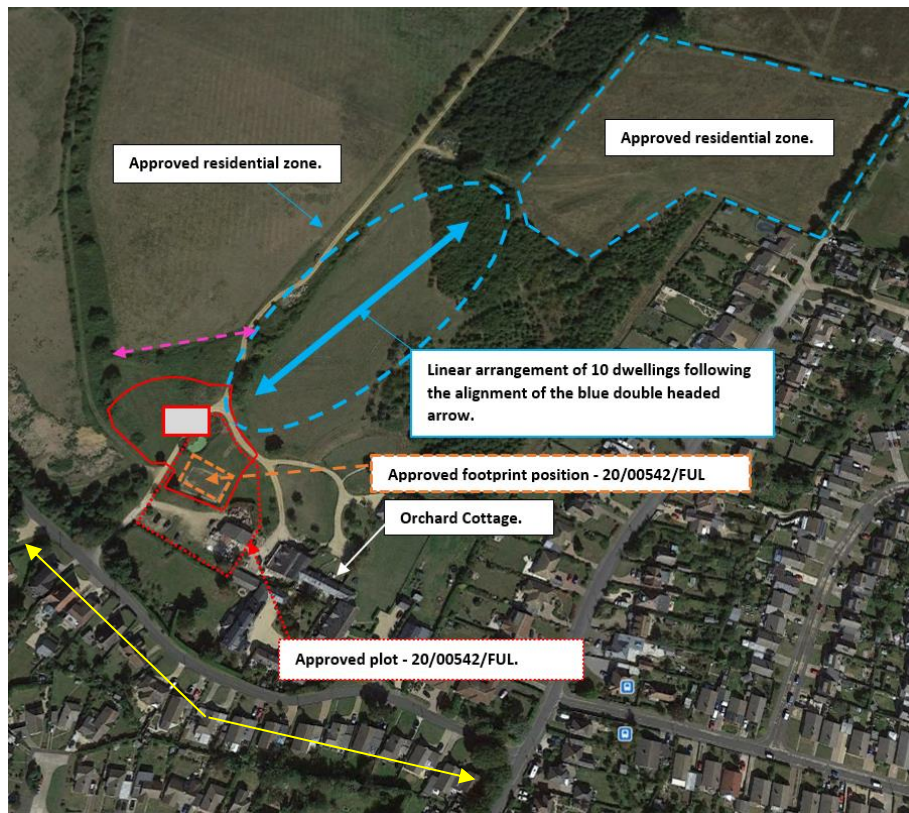 Approved residential zone.
Approved residential zone.
Linear arrangement of 10 dwellings following
the alignment of the blue double headed
arrow.
Approved footprint position - 20/00542/FUL
Orchard Cottage.
Approved plot - 20/00542/FUL.